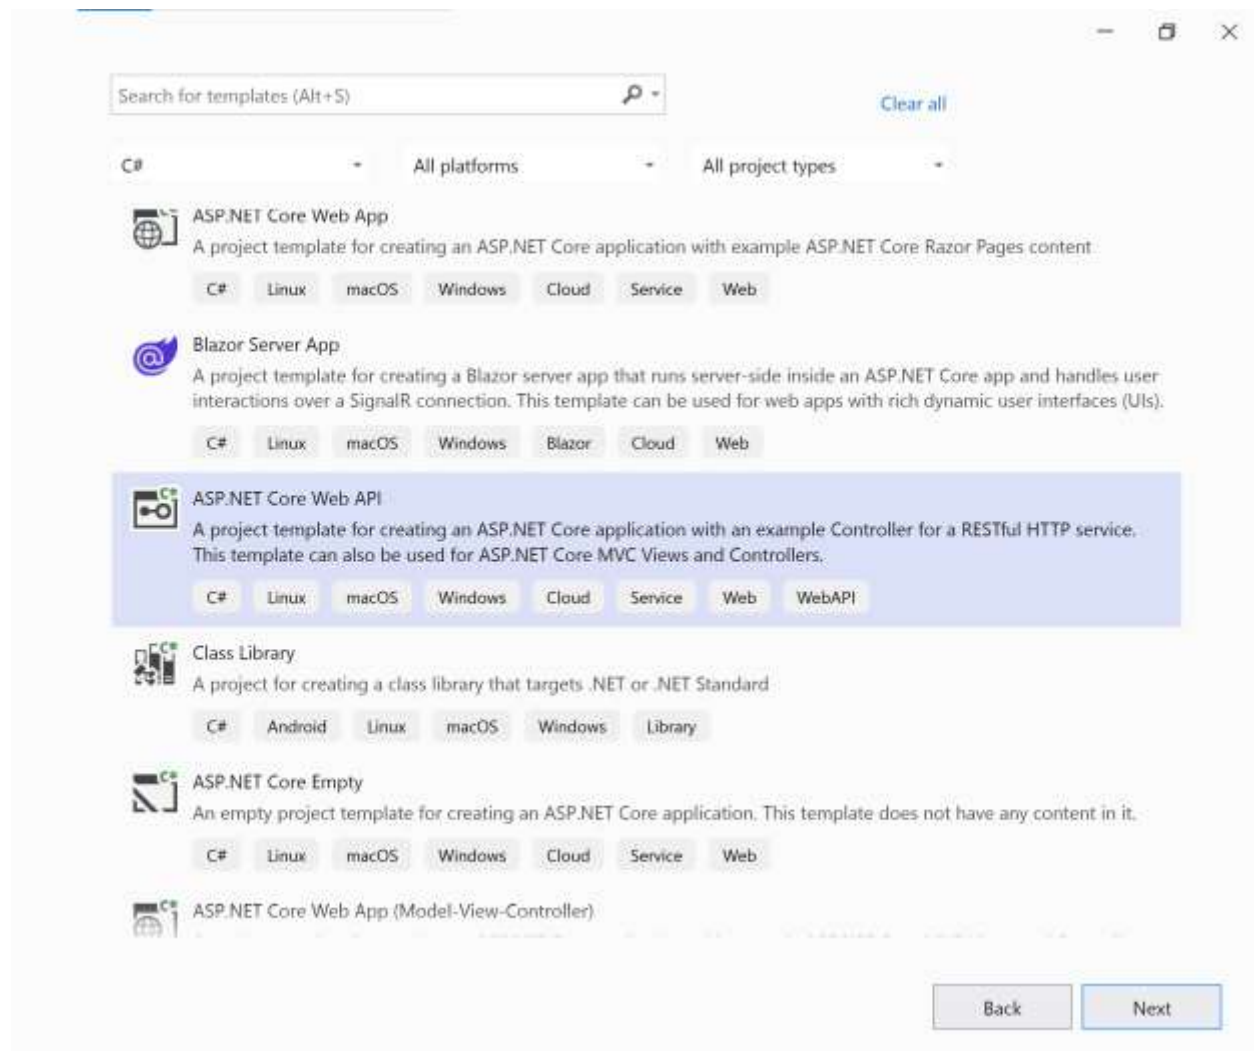 Search for templates (Alt+S)
Clear all
C#
All platforms
All project types
ASP.NET Core Web App
A project template for creating an ASP.NET Core application with example ASP.NET Core Razor Pages content
C# Linux macOS Windows Cloud Service Web
Blazor Server App
A project template for creating a Blazor server app that runs server-side inside an ASP.NET Core app and handles user
interactions over a SignalR connection. This template can be used for web apps with rich dynamic user interfaces (UIs).
C# Linux macOS Windows Blazor Cloud Web
ASP.NET Core Web API
A project template for creating an ASP.NET Core application with an example Controller for a RESTful HTTP service.
This template can also be used for ASP.NET Core MVC Views and Controllers.
C# Linux macOS Windows Cloud Service Web WebAPI
Class Library
A project for creating a class library that targets .NET or .NET Standard
C# Android Linux macOS Windows Library
ASP.NET Core Empty
An empty project template for creating an ASP.NET Core application. This template does not have any content in it.
C# Linux macOS Windows Cloud Service Web
ASP.NET Core Web App (Model-View-Controller)
Back
Next